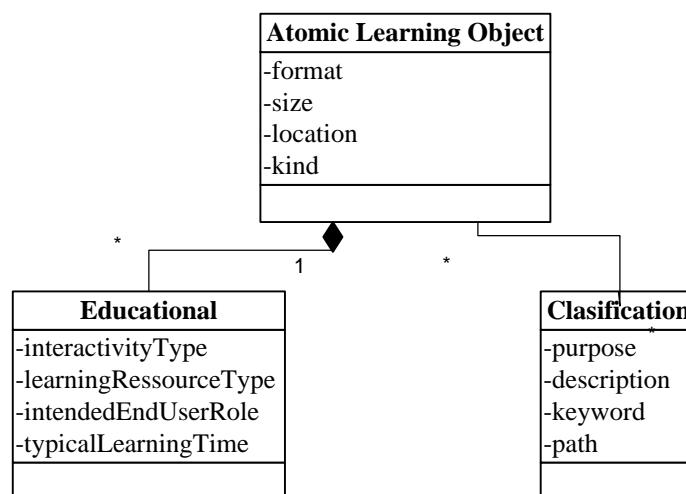 Atomic Learning Object
-format
-size
-location
-kind
*
1
*
Educational
-interactivityType
-learningRessourceType
-intendedEndUserRole
-typicalLearningTime
Clasification
*
-purpose
-description
-keyword
-path